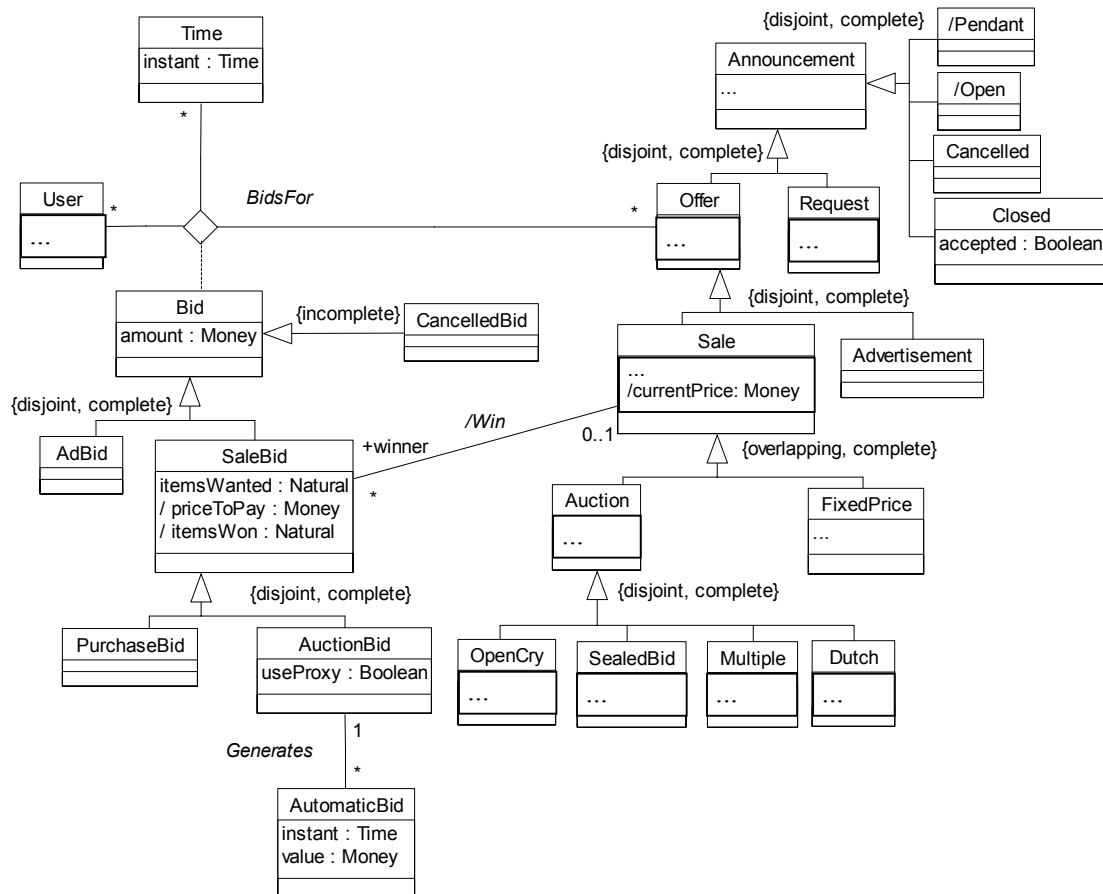 Time
instant : Time
*
{disjoint, complete}
/Pendant
Announcement
...
/Open
{disjoint, complete}
Cancelled
User
...
*
BidsFor
*
Offer
...
Request
...
Closed
accepted : Boolean
Bid
amount : Money
{incomplete}
CancelledBid
{disjoint, complete}
Sale
...
/currentPrice: Money
Advertisement
{disjoint, complete}
AdBid
/Win
+winner
0..1
*
SaleBid
itemsWanted : Natural
/ priceToPay : Money
/ itemsWon : Natural
{overlapping, complete}
Auction
...
FixedPrice
...
{disjoint, complete}
{disjoint, complete}
PurchaseBid
AuctionBid
useProxy : Boolean
OpenCry
...
SealedBid
...
Multiple
...
Dutch
...
1
Generates
*
AutomaticBid
instant : Time
value : Money